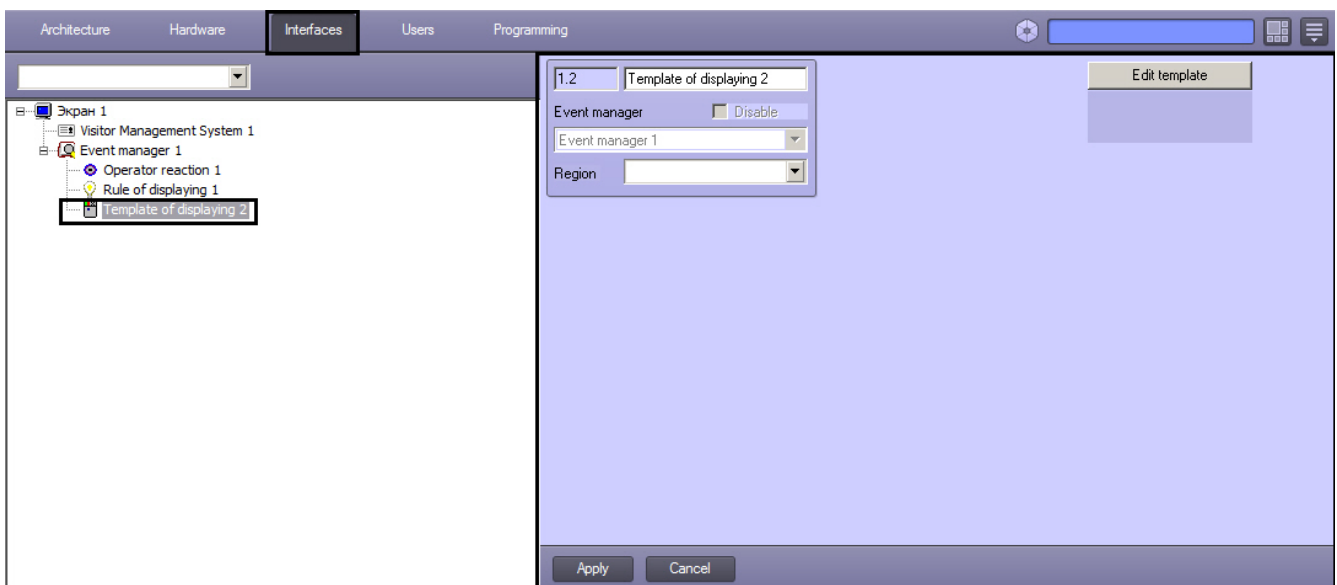 Architecture Hardware Interfaces Users Programming
Экран 1
Visitor Management System 1
Event manager 1
Operator reaction 1
Rule of displaying 1
Template of displaying 2
1.2 Template of displaying 2
Event manager Disable
Event manager 1
Region
Edit template
Apply Cancel